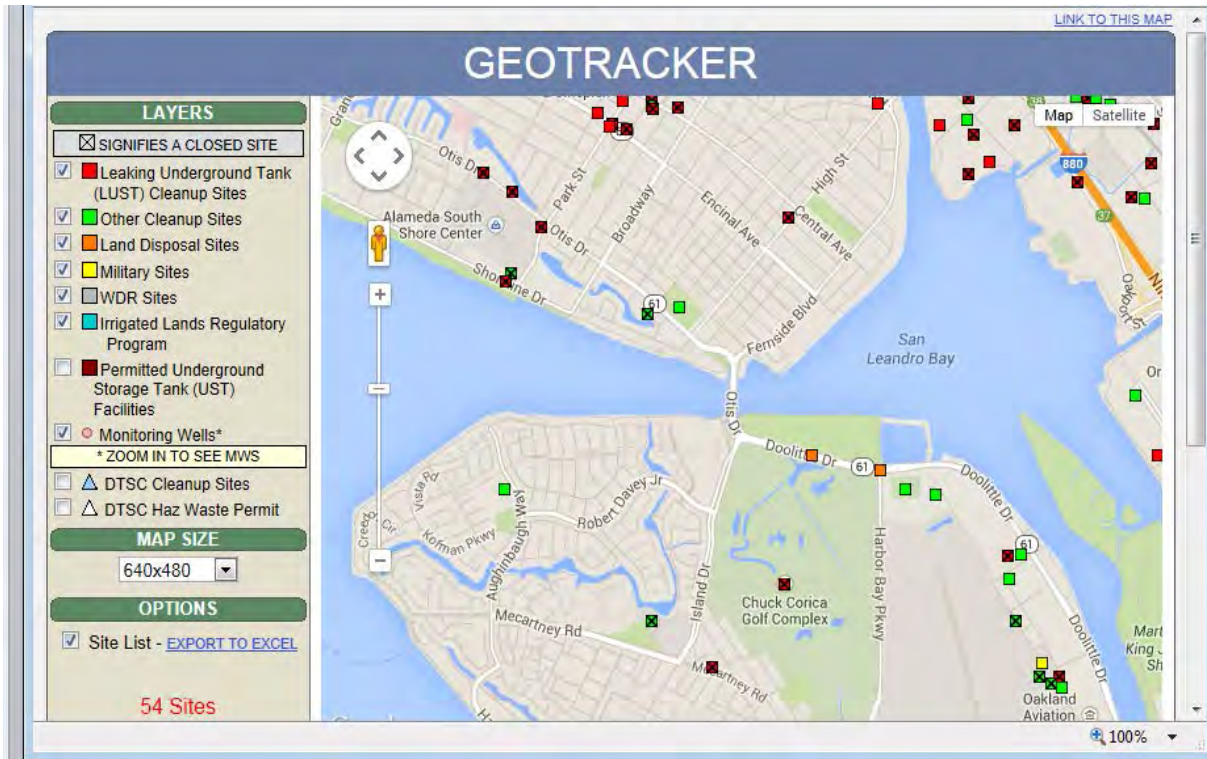 LINK TO THIS MAP
GEOTRACKER
LAYERS
SIGNIFIES A CLOSED SITE
Leaking Underground Tank
(LUST) Cleanup Sites
Other Cleanup Sites
Land Disposal Sites
Military Sites
WDR Sites
Irrigated Lands Regulatory
Program
Permitted Underground
Storage Tank (UST)
Facilities
Monitoring Wells*
* ZOOM IN TO SEE MWS
DTSC Cleanup Sites
DTSC Haz Waste Permit
MAP SIZE
640x480
OPTIONS
Site List - EXPORT TO EXCEL
54 Sites
Map
Satellite
880
Otis Dr
Park St
Broadway
High St
Encinal Ave
Central Ave
Alameda South
Shore Center
Otis Dr
Shoreline Dr
61
Fernside Blvd
San
Leandro Bay
Otis Dr
Doolittle Dr
61
Doolittle Dr
61
Doolittle Dr
Vista Rd
Kofman Pkwy
Aughinbaugh Way
Robert Davey Jr
Island Dr
Harbor Bay Pkwy
Chuck Corica
Golf Complex
Mecartney Rd
Mecartney Rd
Oakland
Aviation
100%